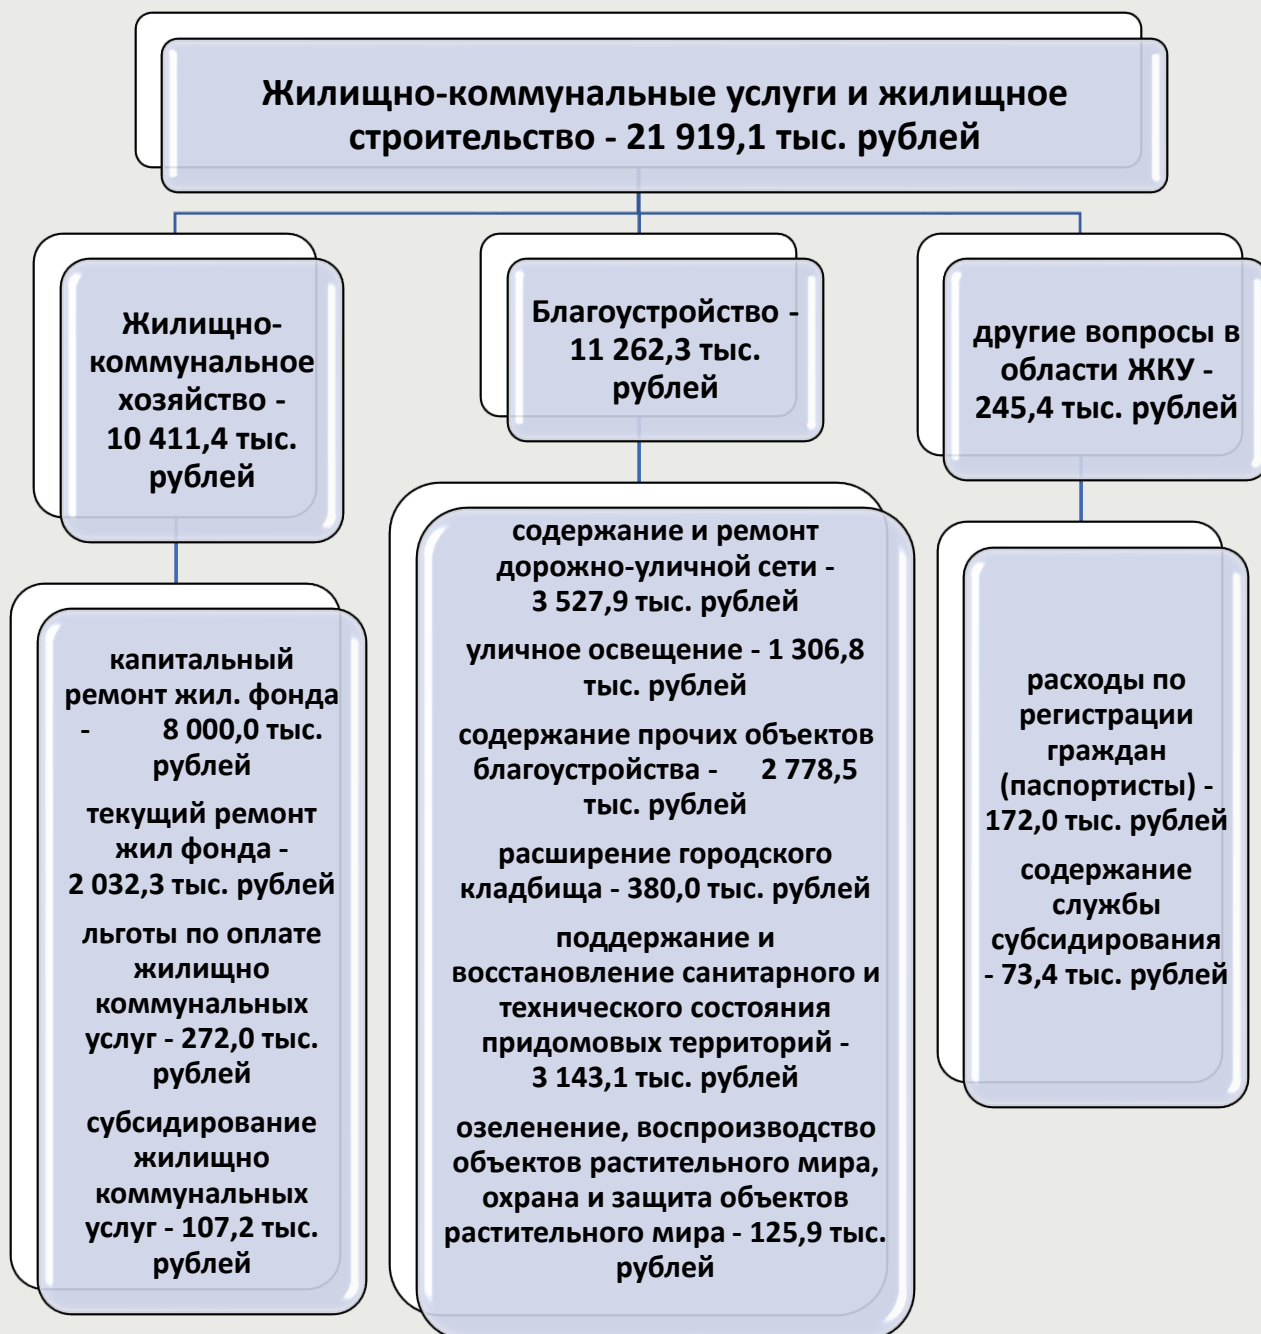 Жилищно-коммунальные услуги и жилищное
строительство - 21 919,1 тыс. рублей
Жилищно-
коммунальное
хозяйство -
10 411,4 тыс.
рублей
капитальный
ремонт жил. фонда
- 8 000,0 тыс.
рублей
текущий ремонт
жил фонда -
2 032,3 тыс. рублей
льготы по оплате
жилищно
коммунальных
услуг - 272,0 тыс.
рублей
субсидирование
жилищно
коммунальных
услуг - 107,2 тыс.
рублей
Благоустройство -
11 262,3 тыс.
рублей
содержание и ремонт
дорожно-уличной сети -
3 527,9 тыс. рублей
уличное освещение - 1 306,8
тыс. рублей
содержание прочих объектов
благоустройства - 2 778,5
тыс. рублей
расширение городского
кладбища - 380,0 тыс. рублей
поддержание и
восстановление санитарного и
технического состояния
придомовых территорий -
3 143,1 тыс. рублей
озеленение, воспроизводство
объектов растительного мира,
охрана и защита объектов
растительного мира - 125,9 тыс.
рублей
другие вопросы в
области ЖКУ -
245,4 тыс. рублей
расходы по
регистрации
граждан
(паспортисты) -
172,0 тыс. рублей
содержание
службы
субсидирования
- 73,4 тыс. рублей